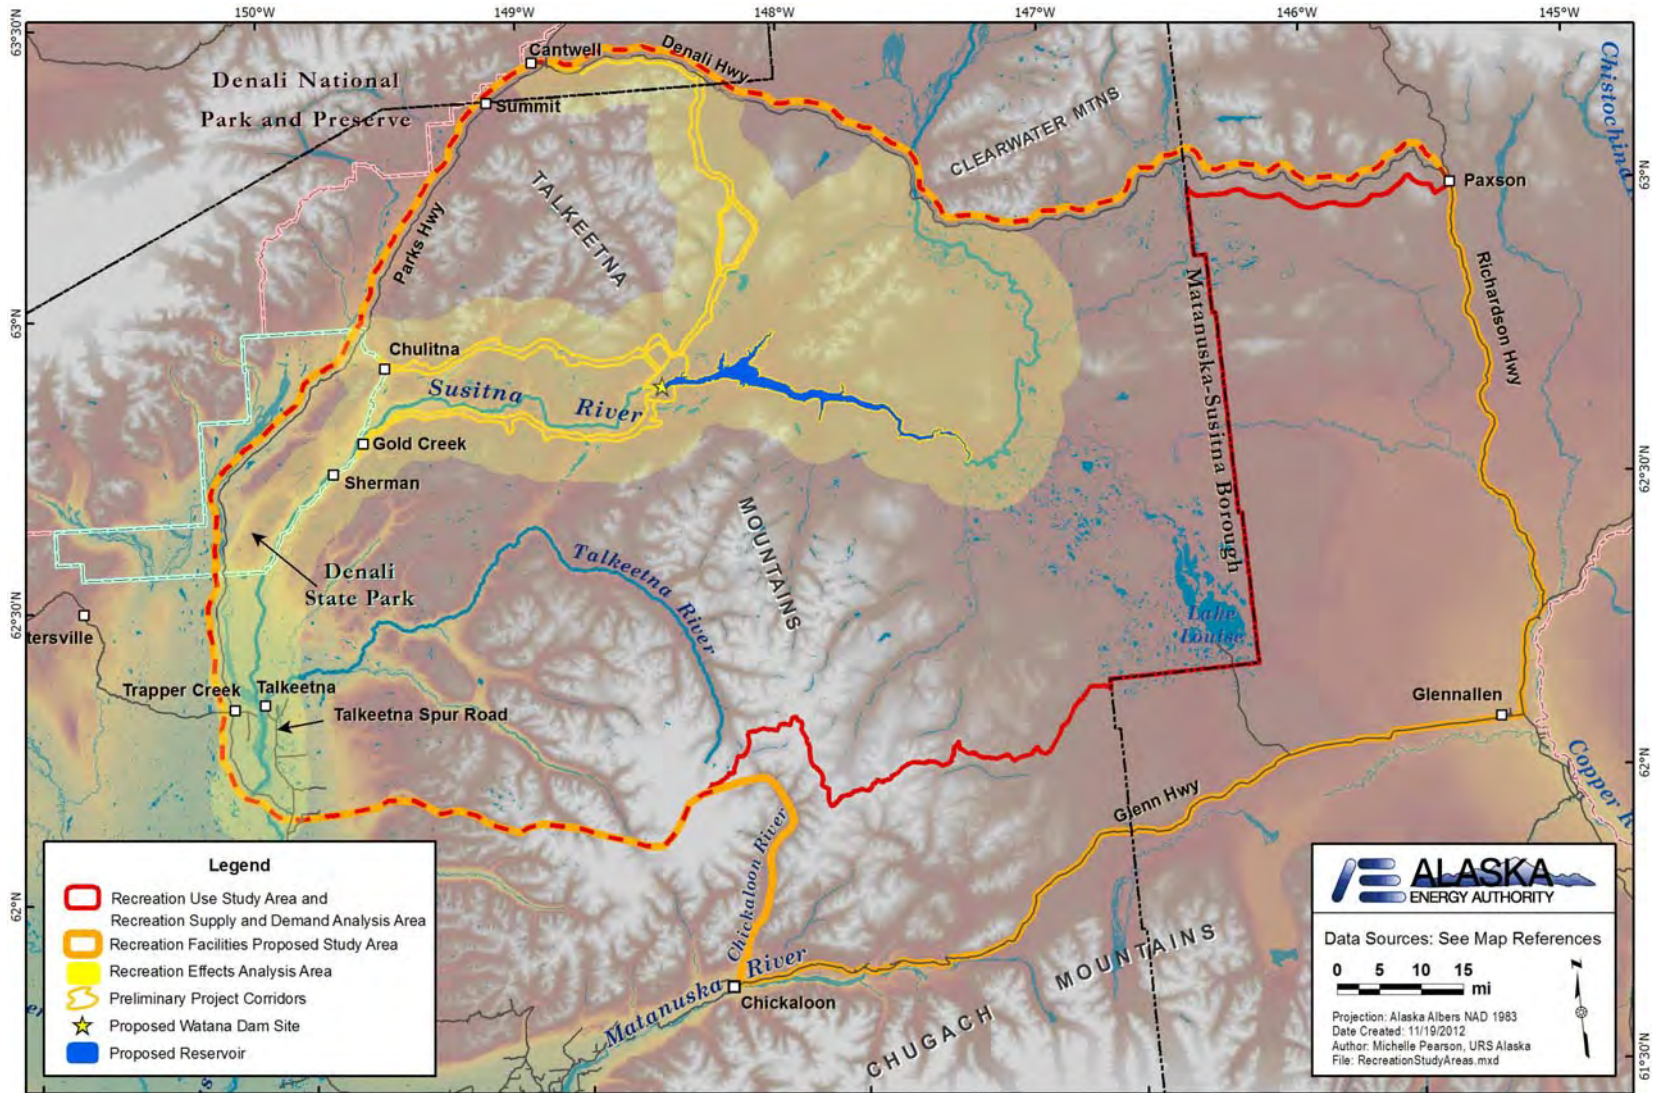 150°W
149°W
148°W
147°W
146°W
145°W
63°30'N
Cantwell
Denali Hwy
Denali National
Park and Preserve
Summit
CLEARWATER MTNS
Chistochina
63°N
Paxson
TALKEETNA
Parks Hwy
Richardson Hwy
Matanuska-Susitna Borough
63°N
Chulitna
Susitna
River
Gold Creek
Sherman
62°30'N
MOUNTAINS
Talkeetna River
Denali
State Park
62°30'N
tersville
Lake
Louise
Trapper Creek
Talkeetna
Talkeetna Spur Road
Glennallen
62°N
Copper R
Glenn Hwy
Chickaloon River
62°N
River
Matanuska
Chickaloon
CHUGACH
MOUNTAINS
61°30'N
Legend
Recreation Use Study Area and
Recreation Supply and Demand Analysis Area
Recreation Facilities Proposed Study Area
Recreation Effects Analysis Area
Preliminary Project Corridors
Proposed Watana Dam Site
Proposed Reservoir
ALASKA
ENERGY AUTHORITY
Data Sources: See Map References
0 5 10 15
mi
N
Projection: Alaska Albers NAD 1983
Date Created: 11/19/2012
Author: Michelle Pearson, URS Alaska
File: RecreationStudyAreas.mxd